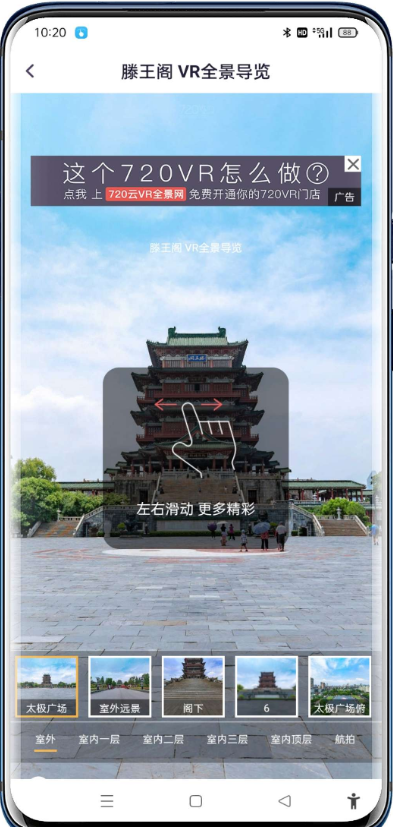 10:20
HD
5G
88
滕王阁 VR全景导览
这个720VR怎么做?
点我 上 720云VR全景网 免费开通你的720VR门店
广告
滕王阁 VR全景导览
左右滑动 更多精彩
太极广场
室外远景
阁下
6
太极广场俯
室外
室内一层
室内二层
室内三层
室内顶层
航拍